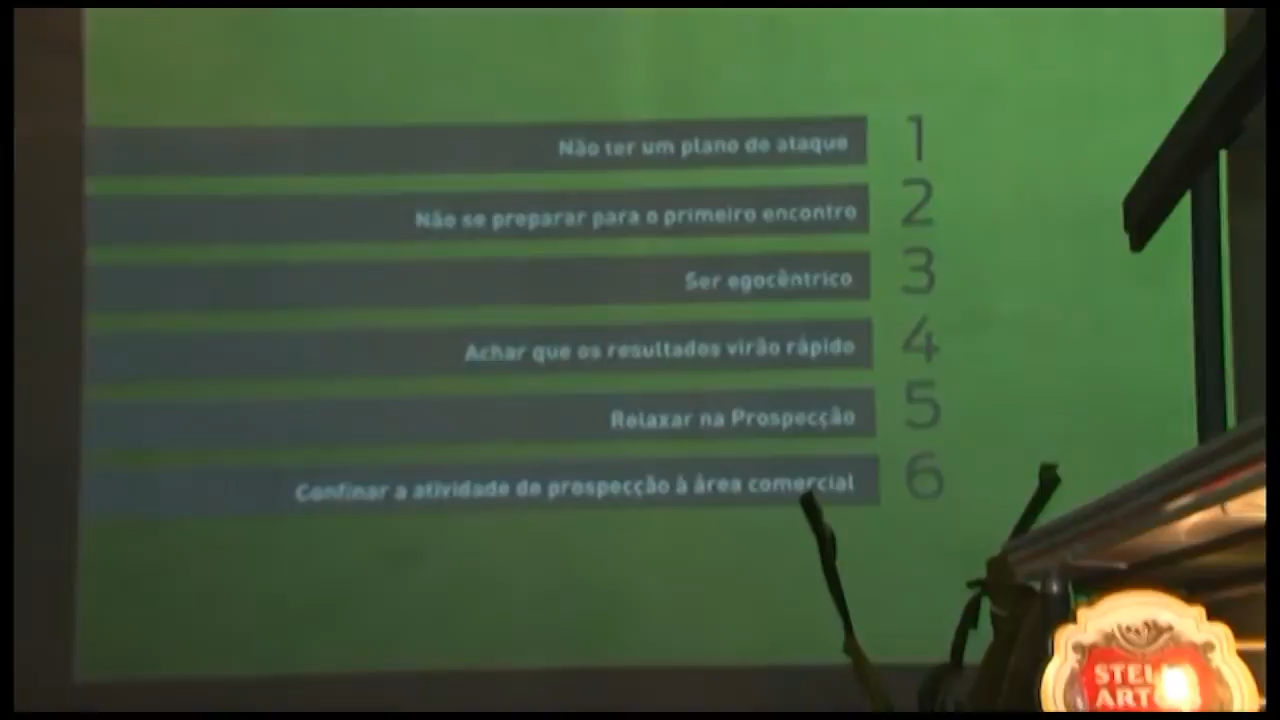 Não ter um plano de ataque 1
Não se preparar para o primeiro encontro 2
Ser egocêntrico 3
Achar que os resultados virão rápido 4
Relaxar na Prospecção 5
Confinar a atividade de prospecção à área comercial 6